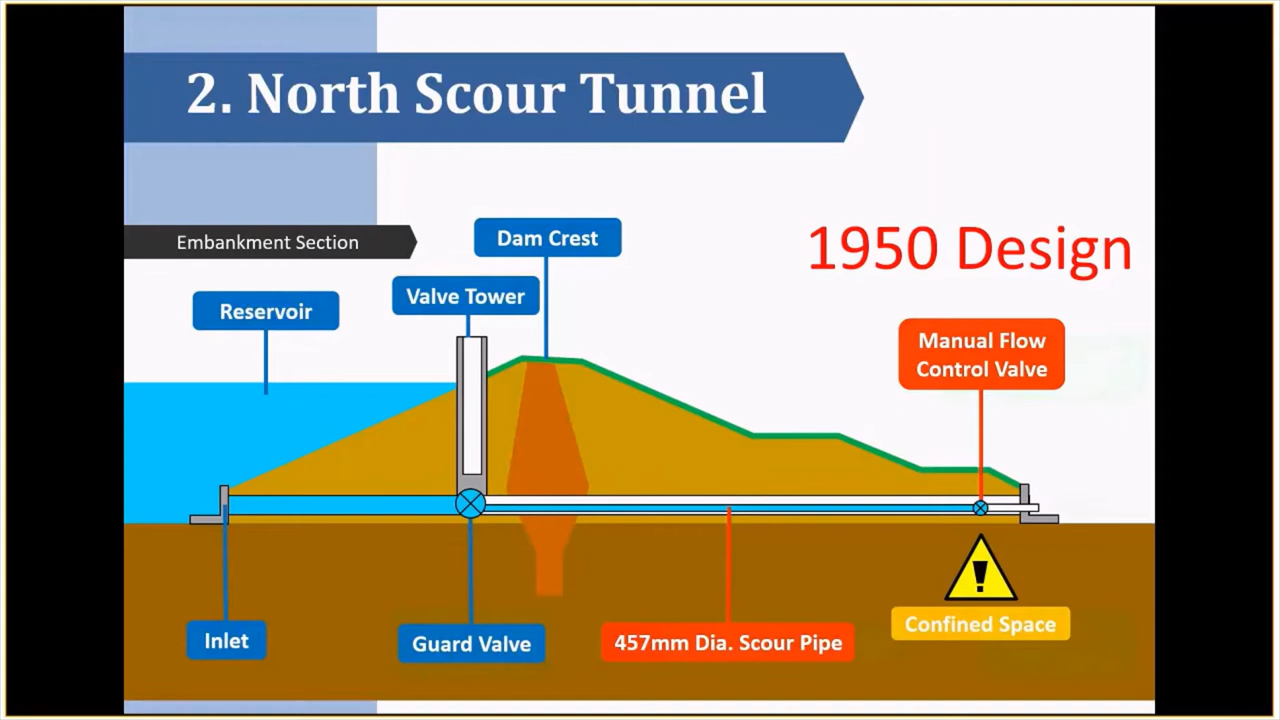 2. North Scour Tunnel
Embankment Section
Dam Crest
1950 Design
Valve Tower
Reservoir
Manual Flow
Control Valve
Inlet
Guard Valve
457mm Dia. Scour Pipe
Confined Space